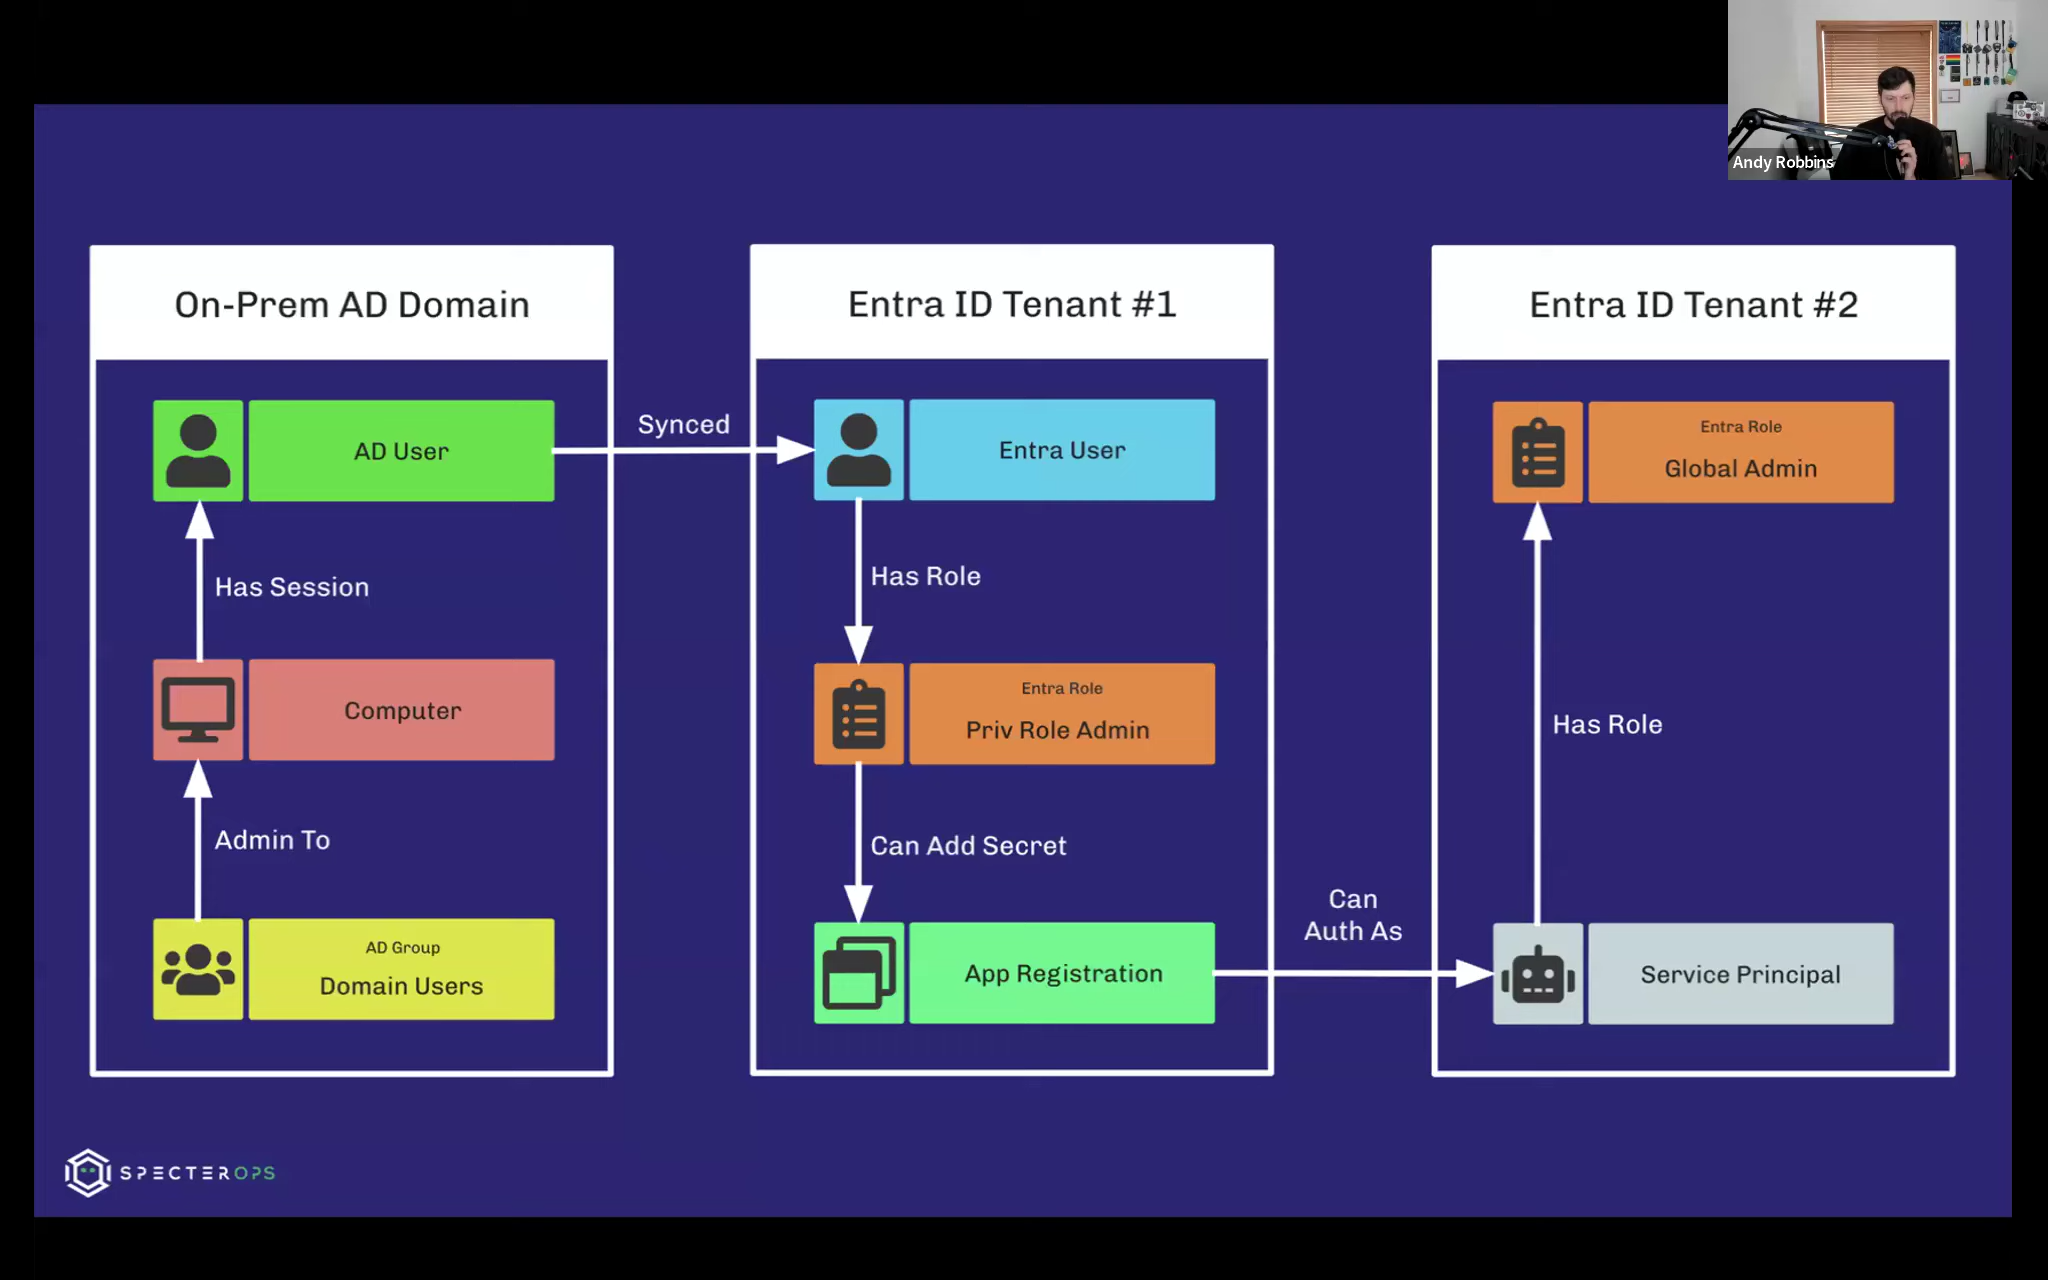 Andy Robbins
On-Prem AD Domain
AD User
Has Session
Computer
Admin To
AD Group
Domain Users
Synced
Entra ID Tenant #1
Entra User
Has Role
Entra Role
Priv Role Admin
Can Add Secret
App Registration
Can
Auth As
Entra ID Tenant #2
Entra Role
Global Admin
Has Role
Service Principal
SPECTEROPS